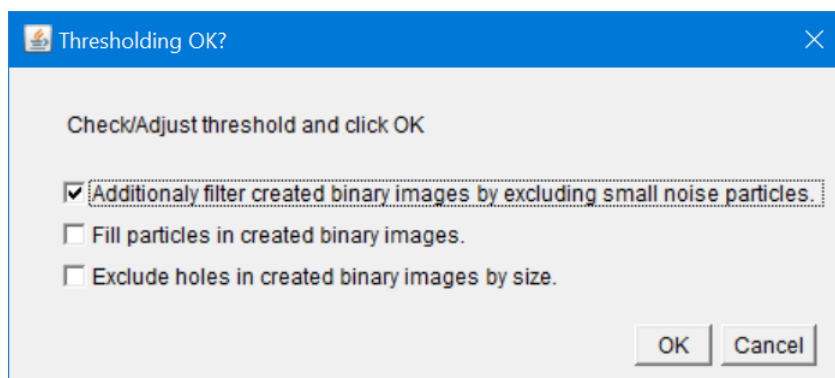 Thresholding OK?
Check/Adjust threshold and click OK
Additionaly filter created binary images by excluding small noise particles.
Fill particles in created binary images.
Exclude holes in created binary images by size.
OK Cancel